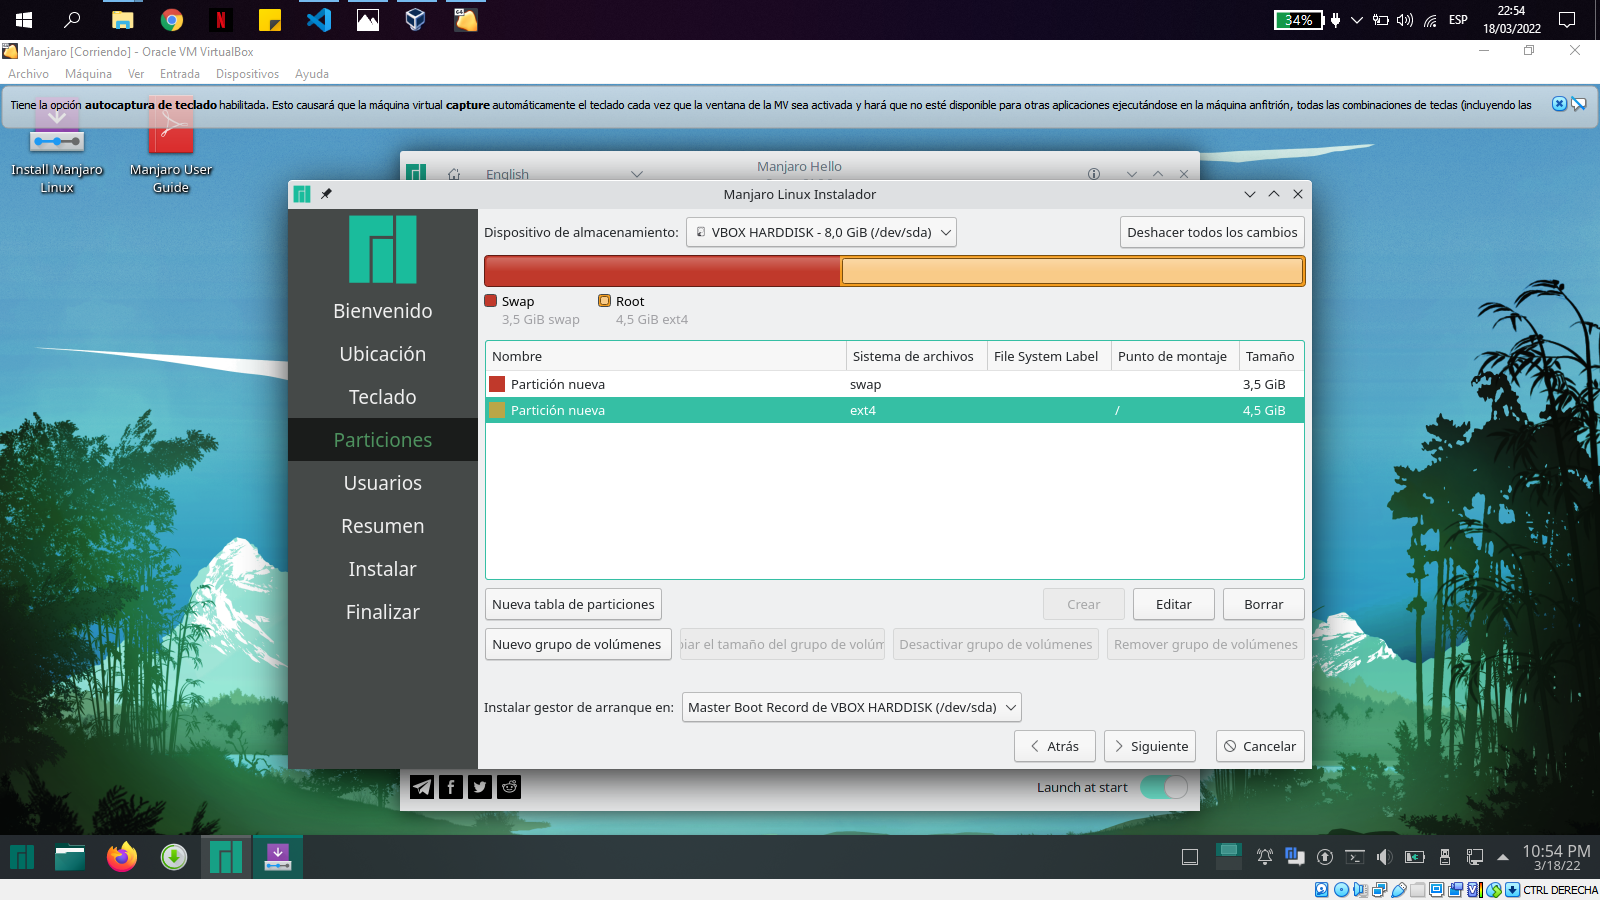 34%
ESP
22:54
18/03/2022
Manjaro [Corriendo] - Oracle VM VirtualBox
Archivo Máquina Ver Entrada Dispositivos Ayuda
Tiene la opción autocaptura de teclado habilitada. Esto causará que la máquina virtual capture automáticamente el teclado cada vez que la ventana de la MV sea activada y hará que no esté disponible para otras aplicaciones ejecutándose en la máquina anfitrión, todas las combinaciones de teclas (incluyendo las
Install Manjaro
Linux
Manjaro User
Guide
Manjaro Hello
English
Manjaro Linux Instalador
Bienvenido
Ubicación
Teclado
Particiones
Usuarios
Resumen
Instalar
Finalizar
Dispositivo de almacenamiento: VBOX HARDDISK - 8,0 GiB (/dev/sda) Deshacer todos los cambios
Swap Root
3,5 GiB swap 4,5 GiB ext4
Nombre Sistema de archivos File System Label Punto de montaje Tamaño
Partición nueva swap 3,5 GiB
Partición nueva ext4 / 4,5 GiB
Nueva tabla de particiones Crear Editar Borrar
Nuevo grupo de volúmenes el tamaño del grupo de Desactivar grupo de volúmenes Remover grupo de volúmenes
Instalar gestor de arranque en: Master Boot Record de VBOX HARDDISK (/dev/sda)
Atrás Siguiente Cancelar
Launch at start
10:54 PM
3/18/22
CTRL DERECHA